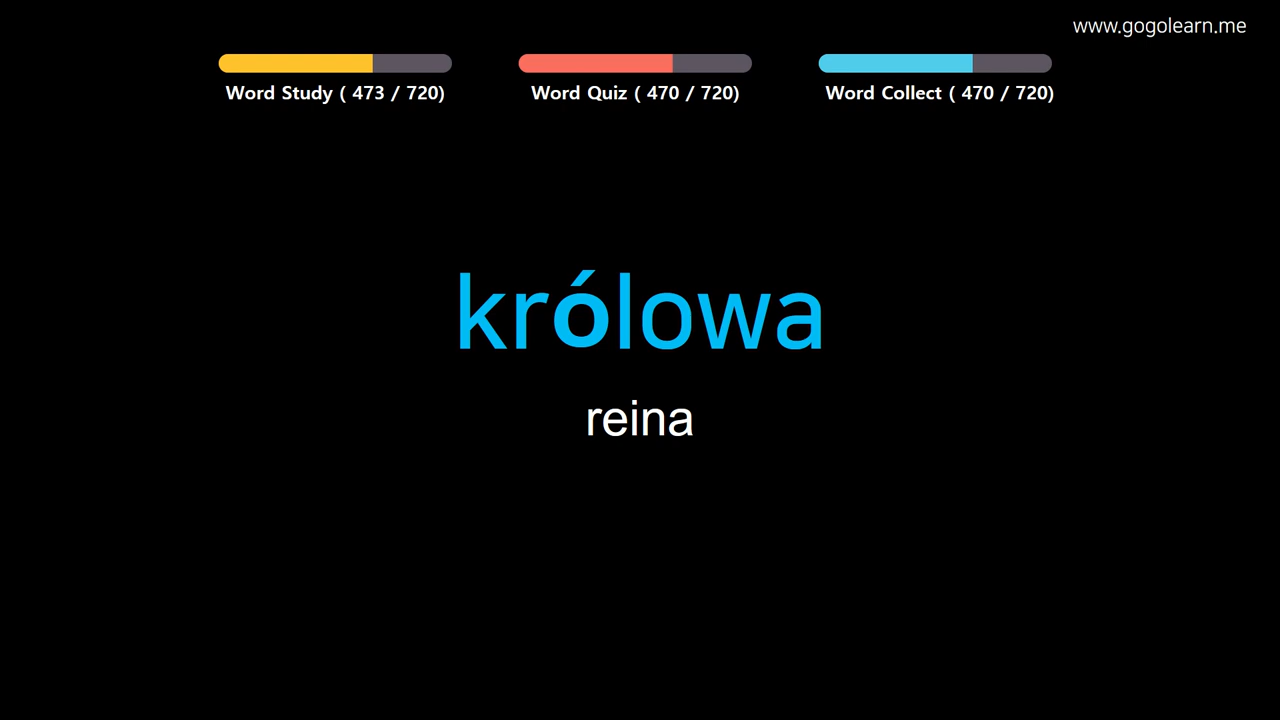 www.gogolearn.me
Word Study ( 473 / 720)
Word Quiz ( 470 / 720)
Word Collect ( 470 / 720)
królowa
reina